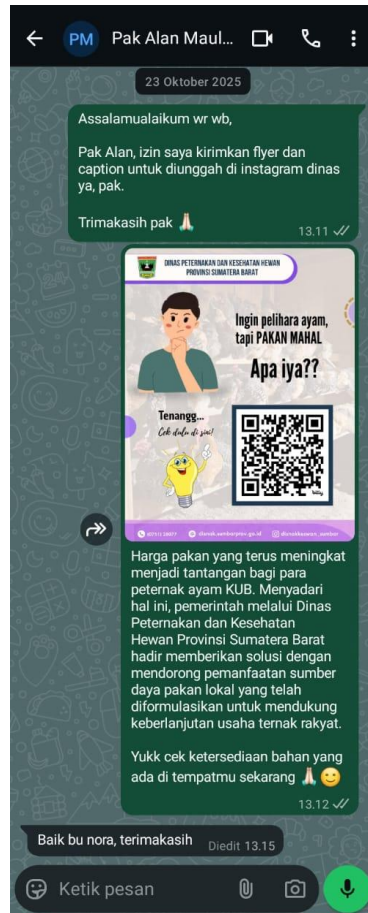 PM Pak Alan Maul...
23 Oktober 2025
Assalamualaikum wr wb,
Pak Alan, izin saya kirimkan flyer dan
caption untuk diunggah di instagram dinas
ya, pak.
Trimakasih pak 🙏🏻
13.11
DINAS PETERNAKAN DAN KESEHATAN HEWAN
PROVINSI SUMATERA BARAT
Ingin pelihara ayam,
tapi PAKAN MAHAL
Apa iya??
Tenangg...
Cek dulu di sini!
Harga pakan yang terus meningkat
menjadi tantangan bagi para
peternak ayam KUB. Menyadari
hal ini, pemerintah melalui Dinas
Peternakan dan Kesehatan
Hewan Provinsi Sumatera Barat
hadir memberikan solusi dengan
mendorong pemanfaatan sumber
daya pakan lokal yang telah
diformulasikan untuk mendukung
keberlanjutan usaha ternak rakyat.
Yukk cek ketersediaan bahan yang
ada di tempatmu sekarang 🙏🏻😉
13.12
Baik bu nora, terimakasih Diedit 13.15
Ketik pesan